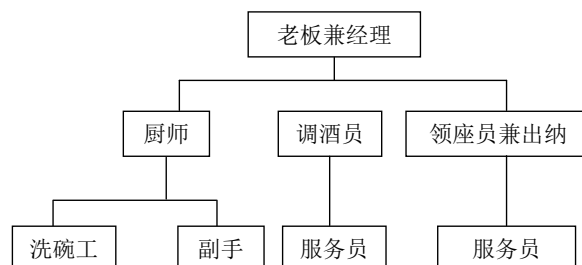 老板兼经理
厨师
调酒员
领座员兼出纳
洗碗工
副手
服务员
服务员